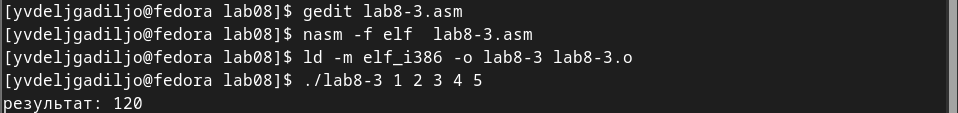 [yvdeljgadiljo@fedora lab08]$ gedit lab8-3.asm
[yvdeljgadiljo@fedora lab08]$ nasm -f elf  lab8-3.asm
[yvdeljgadiljo@fedora lab08]$ ld -m elf_i386 -o lab8-3 lab8-3.o
[yvdeljgadiljo@fedora lab08]$ ./lab8-3 1 2 3 4 5
результат: 120